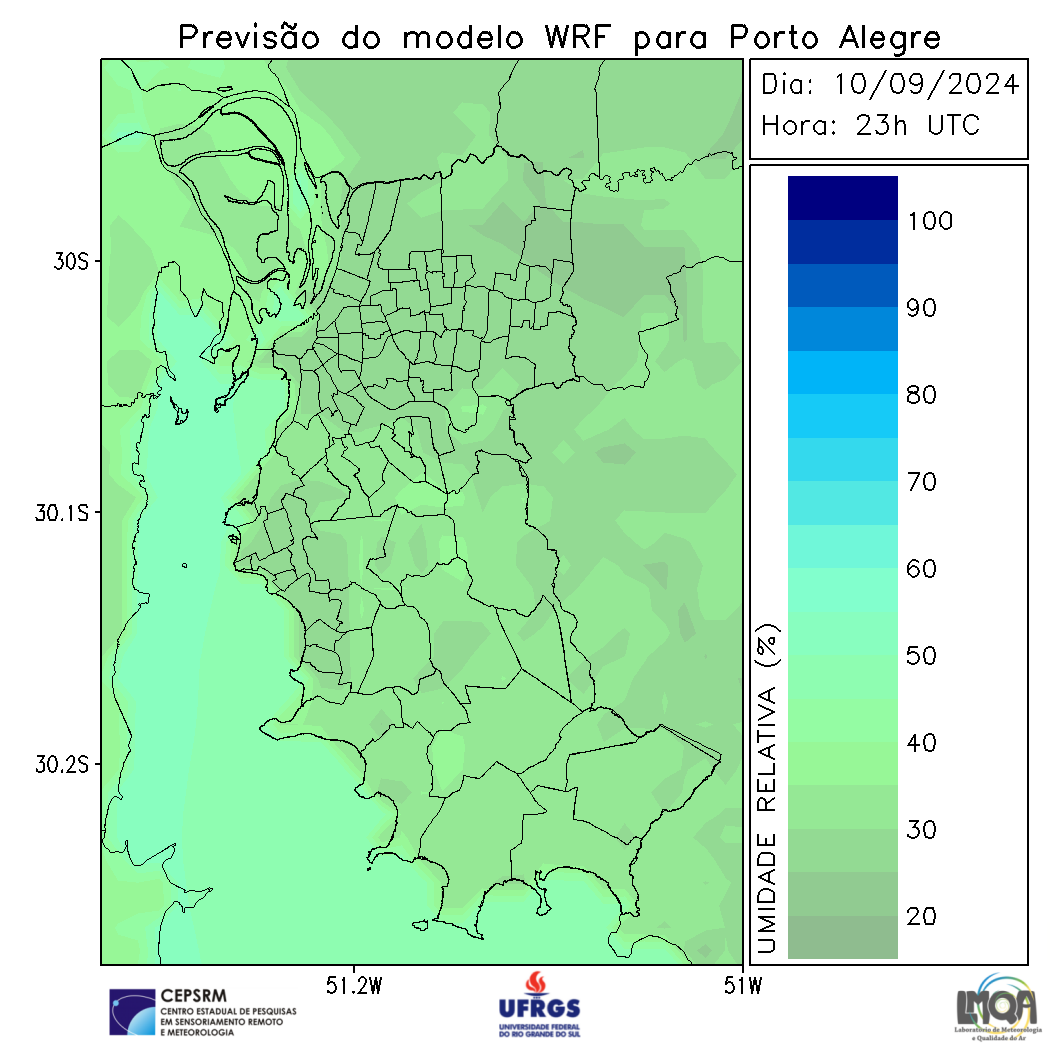 Previsão do modelo WRF para Porto Alegre
Dia: 10/09/2024
Hora: 23h UTC
30S
30.1S
30.2S
51.2W
51W
UMIDADE RELATIVA (%)
100
90
80
70
60
50
40
30
20
CEPSRM
CENTRO ESTADUAL DE PESQUISAS
EM SENSORIAMENTO REMOTO
E METEOROLOGIA
UFRGS
UNIVERSIDADE FEDERAL
DO RIO GRANDE DO SUL
LMQA
Laboratório de Meteorologia
e Qualidade do Ar